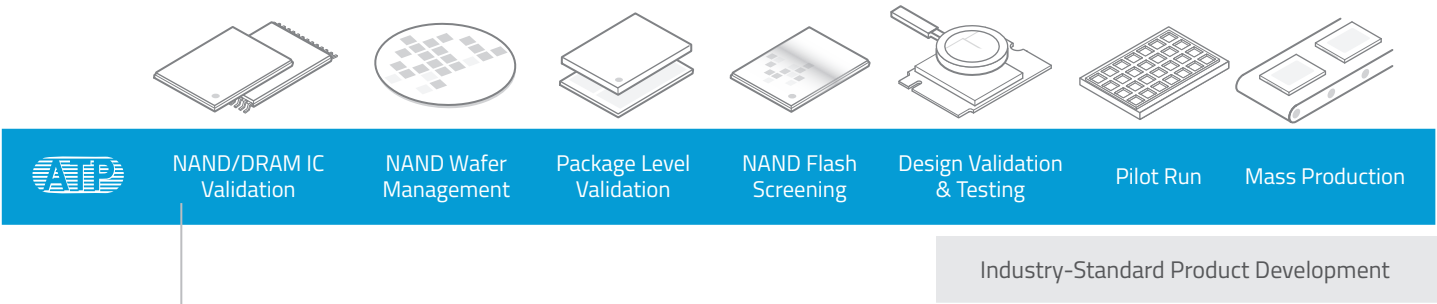 ATP
NAND/DRAM IC
Validation
NAND Wafer
Management
Package Level
Validation
NAND Flash
Screening
Design Validation
& Testing
Pilot Run
Mass Production
Industry-Standard Product Development